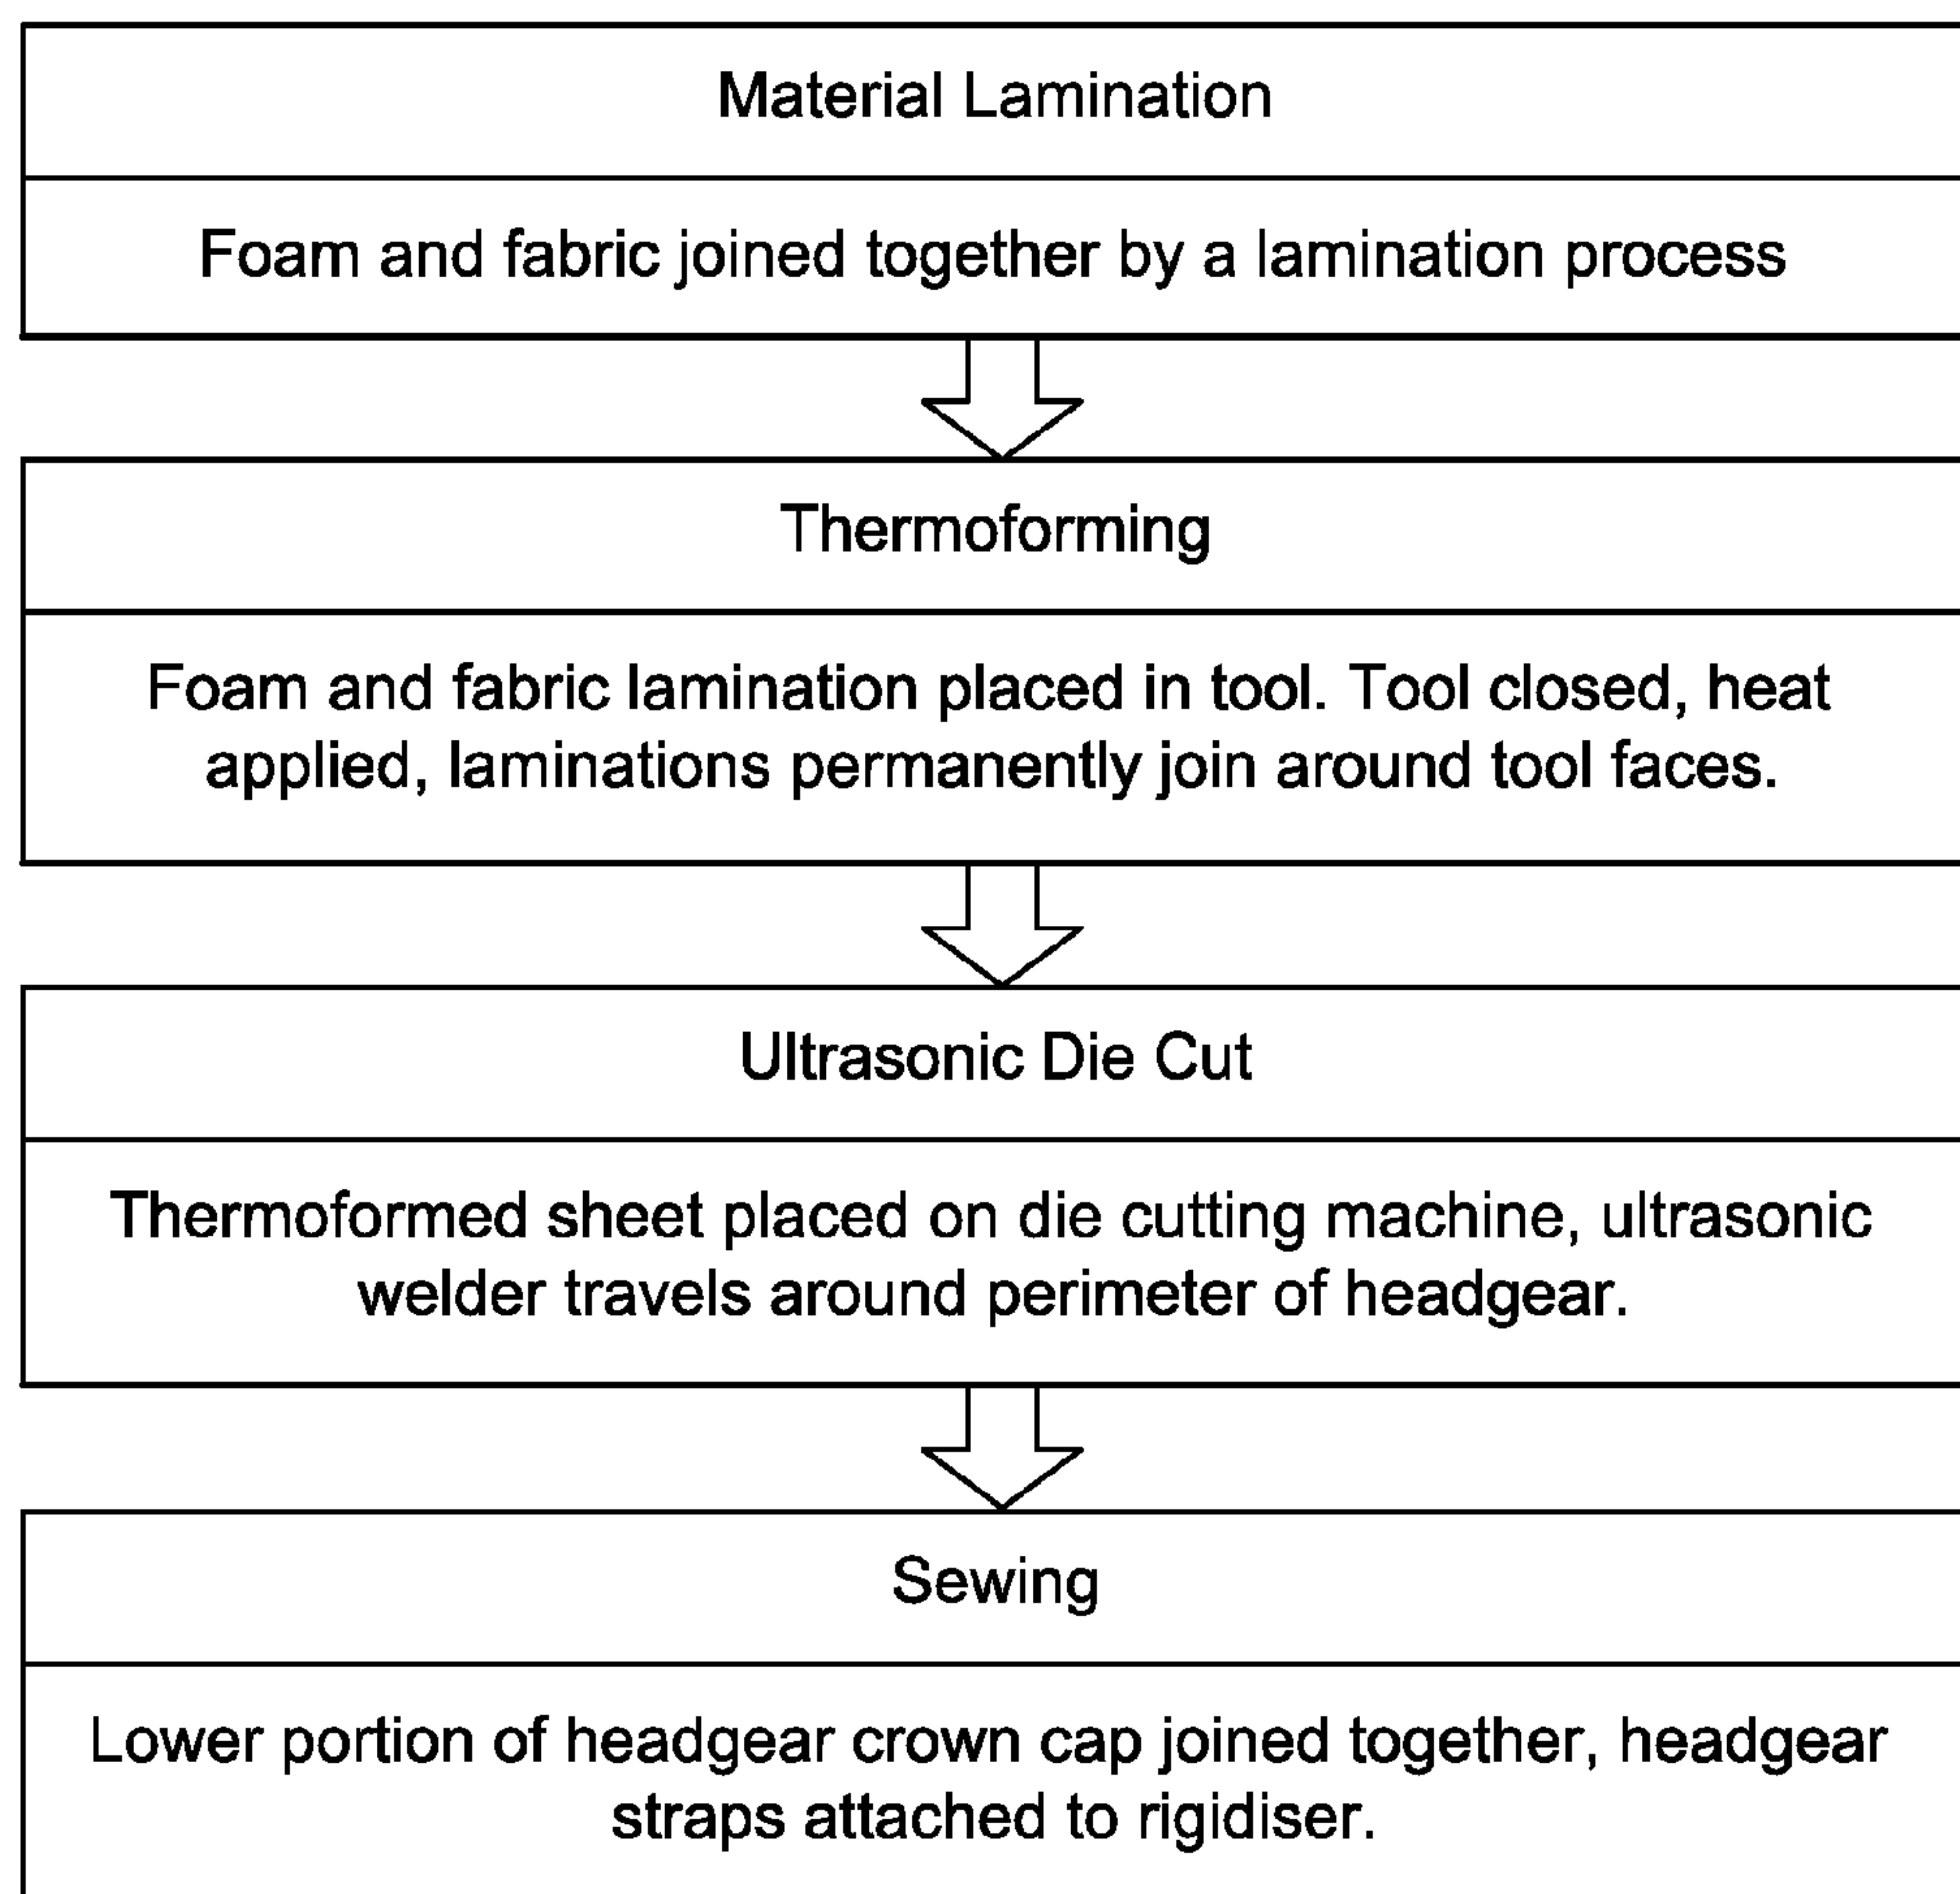 Material Lamination
Foam and fabric joined together by a lamination process
Thermoforming
Foam and fabric lamination placed in tool. Tool closed, heat
applied, laminations permanently join around tool faces.
Ultrasonic Die Cut
Thermoformed sheet placed on die cutting machine, ultrasonic
welder travels around perimeter of headgear.
Sewing
Lower portion of headgear crown cap joined together, headgear
straps attached to rigidiser.